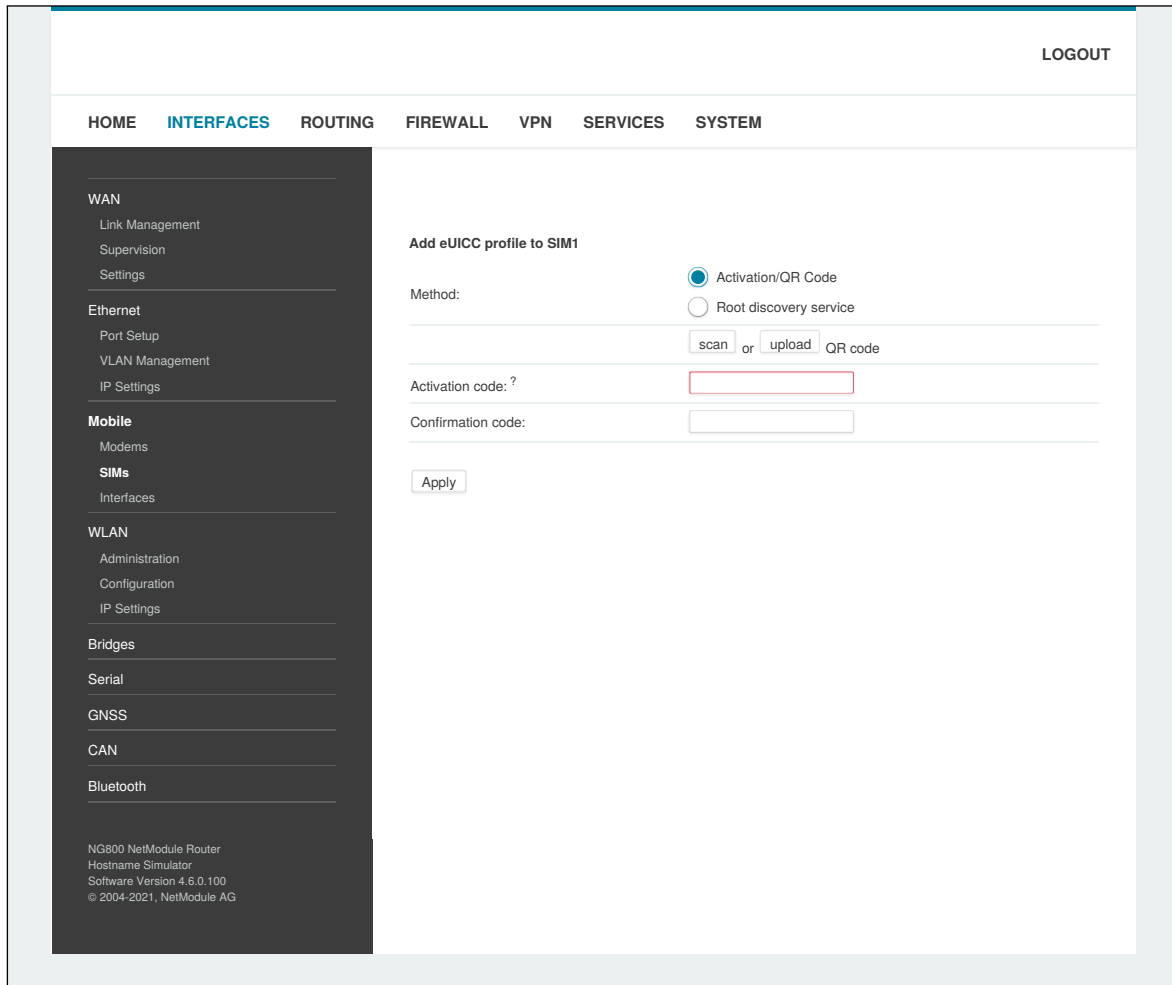 LOGOUT
HOME INTERFACES ROUTING FIREWALL VPN SERVICES SYSTEM
WAN
Link Management
Supervision
Settings
Ethernet
Port Setup
VLAN Management
IP Settings
Mobile
Modems
SIMs
Interfaces
WLAN
Administration
Configuration
IP Settings
Bridges
Serial
GNSS
CAN
Bluetooth
NG800 NetModule Router
Hostname Simulator
Software Version 4.6.0.100
© 2004-2021, NetModule AG
Add eUICC profile to SIM1
Method:
Activation/QR Code
Root discovery service
scan or upload QR code
Activation code: ?
Confirmation code:
Apply